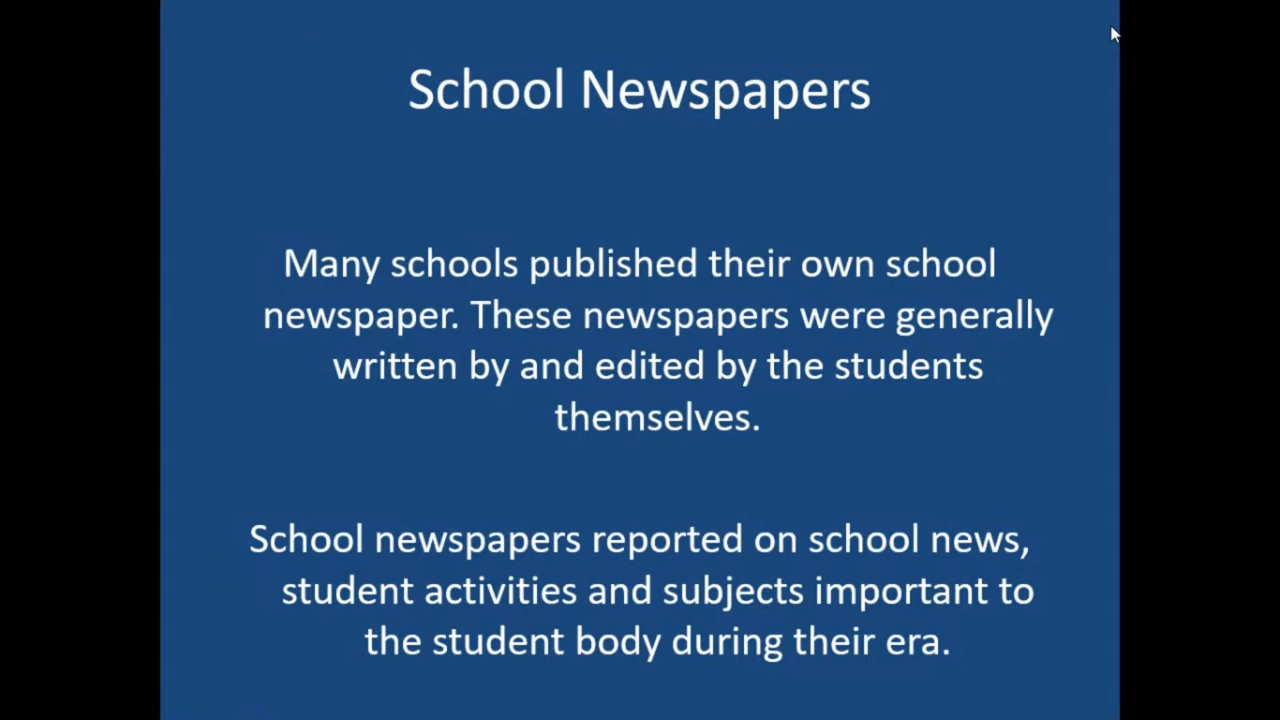 School Newspapers
Many schools published their own school
newspaper. These newspapers were generally
written by and edited by the students
themselves.
School newspapers reported on school news,
student activities and subjects important to
the student body during their era.